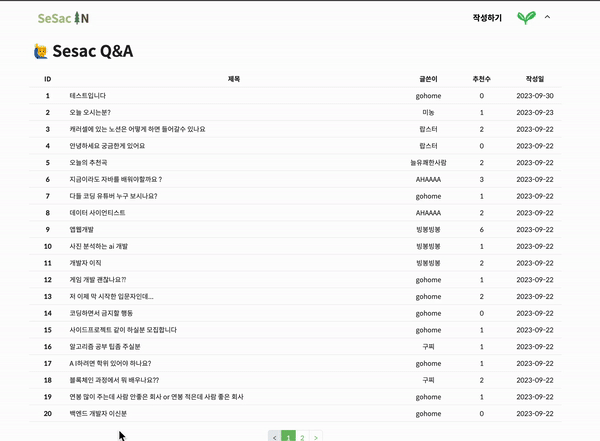 SeSac IN
작성하기
Sesac Q&A
ID 제목 글쓴이 추천수 작성일
1 테스트입니다 gohome 0 2023-09-30
2 오늘 오시는분? 미농 1 2023-09-23
3 캐러셀에 있는 노션은 어떻게 하면 들어갈수 있나요 랍스터 2 2023-09-22
4 안녕하세요 궁금한게 있어요 랍스터 0 2023-09-22
5 오늘의 추천곡 늘유쾌한사람 2 2023-09-22
6 지금이라도 자바를 배워야할까요 ? AHAAAA 3 2023-09-22
7 다들 코딩 유튜버 누구 보시나요? gohome 1 2023-09-22
8 데이터 사이언티스트 AHAAAA 2 2023-09-22
9 앱웹개발 빙봉빙봉 6 2023-09-22
10 사진 분석하는 ai 개발 빙봉빙봉 1 2023-09-22
11 개발자 이직 빙봉빙봉 2 2023-09-22
12 게임 개발 괜찮나요?? gohome 1 2023-09-22
13 저 이제 막 시작한 입문자인데... gohome 2 2023-09-22
14 코딩하면서 금지할 행동 gohome 0 2023-09-22
15 사이드프로젝트 같이 하실분 모집합니다 gohome 1 2023-09-22
16 알고리즘 공부 팁좀 주실분 구찌 1 2023-09-22
17 A I하려면 학위 있어야 하나요? gohome 1 2023-09-22
18 블록체인 과정에서 뭐 배우나요?? 구찌 2 2023-09-22
19 연봉 많이 주는데 사람 안좋은 회사 or 연봉 적은데 사람 좋은 회사 gohome 1 2023-09-22
20 백엔드 개발자 이신분 gohome 0 2023-09-22
< 1 2 >